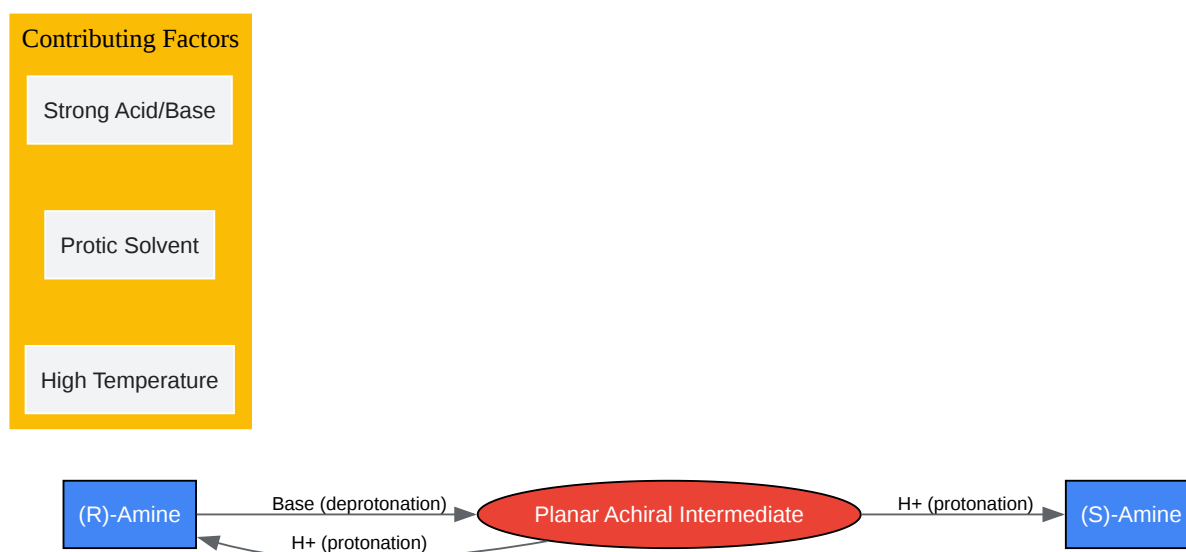 Contributing Factors
Strong Acid/Base
Protic Solvent
High Temperature
(R)-Amine
Base (deprotonation)
Planar Achiral Intermediate
H+ (protonation)
(S)-Amine
H+ (protonation)